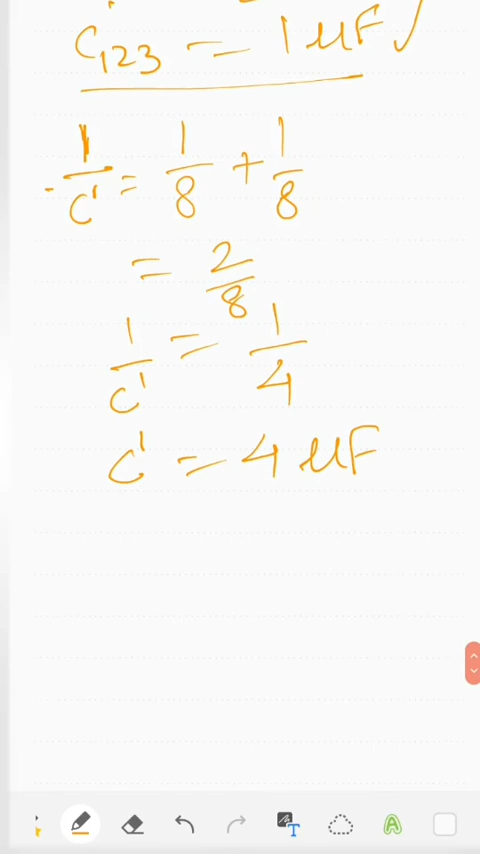 C₁₂₃ = 1 μF ✓
1/C' = 1/8 + 1/8
= 2/8
1/C' = 1/4
C' = 4 μF
T
A